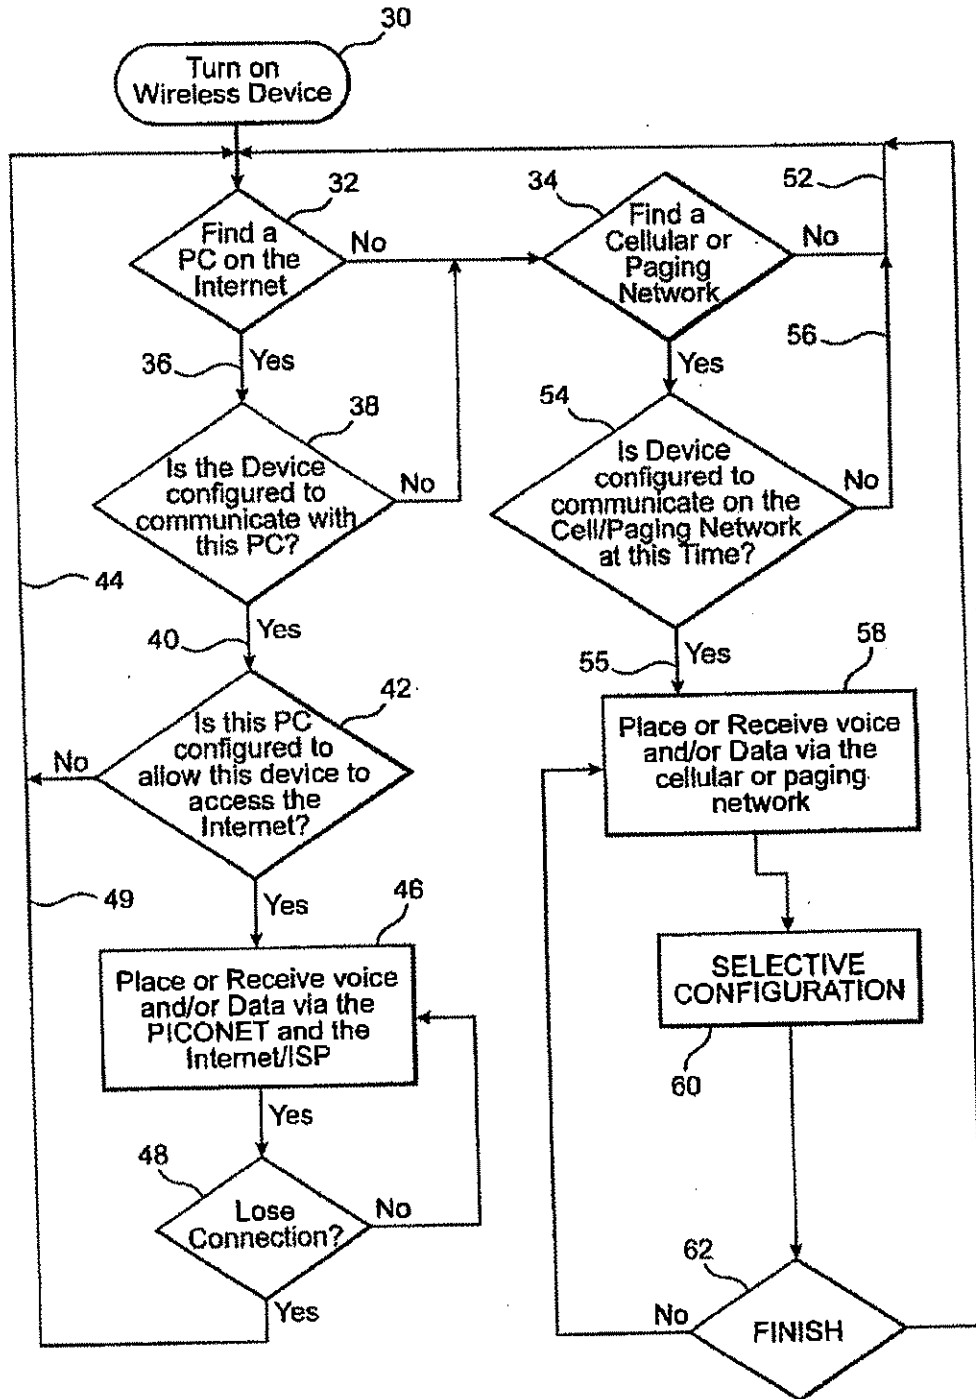 30
Turn on
Wireless Device
32
Find a
PC on the
Internet
No
34
Find a
Cellular or
Paging
Network
No
52
36
Yes
56
Yes
38
Is the Device
configured to
communicate with
this PC?
No
54
Is Device
configured to
communicate on the
Cell/Paging Network
at this Time?
No
44
40
Yes
55
Yes
42
Is this PC
configured to
allow this device to
access the
Internet?
No
58
Place or Receive voice
and/or Data via the
cellular or paging
network
49
Yes
46
Place or Receive voice
and/or Data via the
PICONET and the
Internet/ISP
SELECTIVE
CONFIGURATION
60
Yes
48
Lose
Connection?
No
Yes
62
FINISH
No